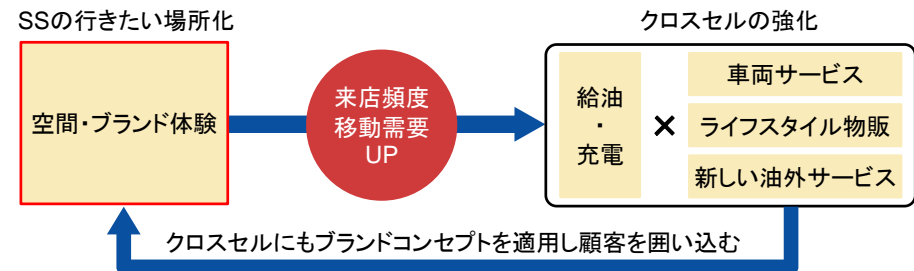 SSの行きたい場所化
クロスセルの強化
空間・ブランド体験
来店頻度
移動需要
UP
給油
・
充電
×
車両サービス
ライフスタイル物販
新しい油外サービス
クロスセルにもブランドコンセプトを適用し顧客を囲い込む